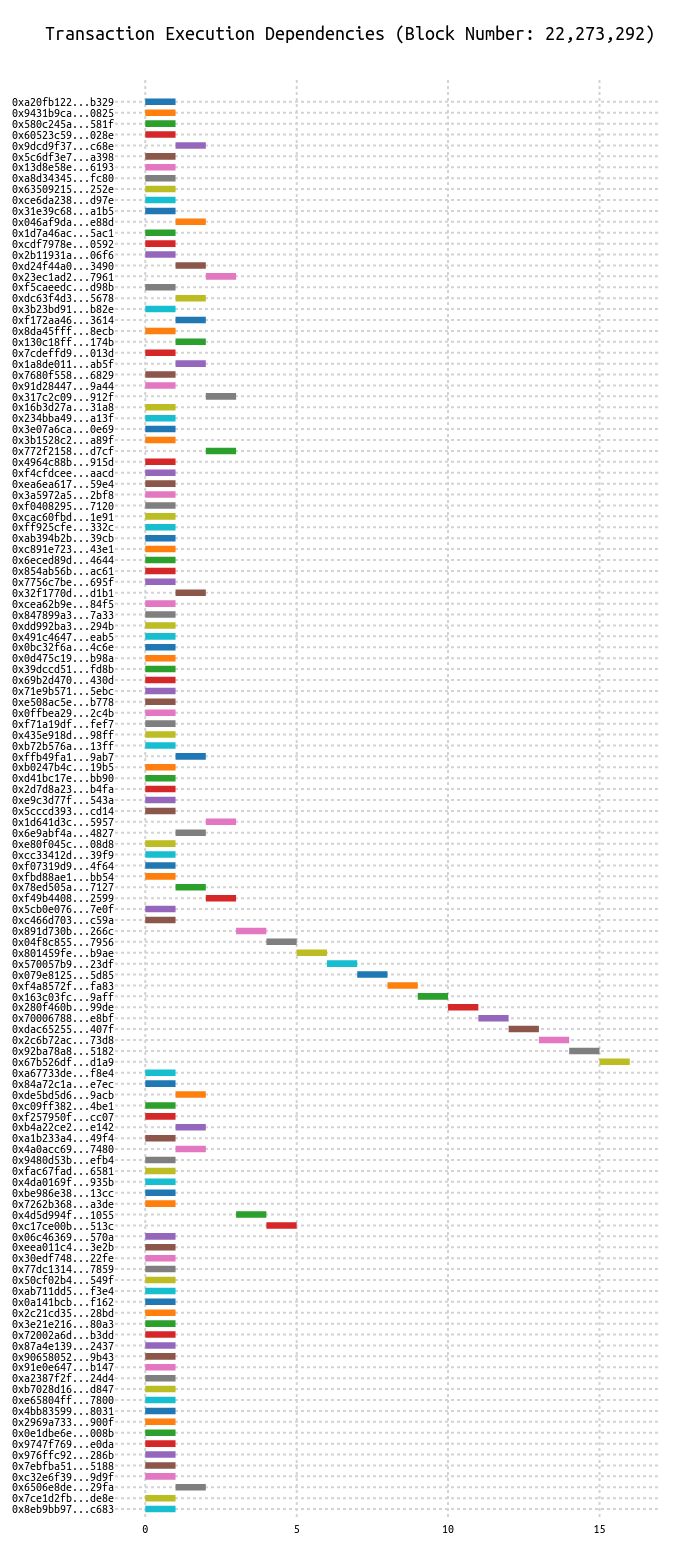 Transaction Execution Dependencies (Block Number: 22,273,292)
0xa20fb122...b329
0x9431b9ca...0825
0x580c245a...581f
0x60523c59...028e
0x9dcd9f37...c68e
0x5c6df3e7...a398
0x13d8e58e...6193
0xa8d34345...fc80
0x63509215...252e
0xce6da238...d97e
0x31e39c68...a1b5
0x046af9da...e88d
0x1d7a46ac...5ac1
0xcdf7978e...0592
0x2b11931a...06f6
0xd24f44a0...3490
0x23ec1ad2...7961
0xf5caeedc...d98b
0xdc63f4d3...5678
0x3b23bd91...b82e
0xf172aa46...3614
0x8da45fff...8ecb
0x130c18ff...174b
0x7cdeffd9...013d
0x1a8de011...ab5f
0x7680f558...6829
0x91d28447...9a44
0x317c2c09...912f
0x16b3d27a...31a8
0x234bba49...a13f
0x3e07a6ca...0e69
0x3b1528c2...a89f
0x772f2158...d7cf
0x4964c88b...915d
0xf4cfdcee...aacd
0xea6ea617...59e4
0x3a5972a5...2bf8
0xf0408295...7120
0xcac60fbd...1e91
0xff925cfe...332c
0xab394b2b...39cb
0xc891e723...43e1
0x6eced89d...4644
0x854ab56b...ac61
0x7756c7be...695f
0x32f1770d...d1b1
0xcea62b9e...84f5
0x847899a3...7a33
0xdd992ba3...294b
0x491c4647...eab5
0x0bc32f6a...4c6e
0x0d475c19...b98a
0x39dccd51...fd8b
0x69b2d470...430d
0x71e9b571...5ebc
0xe508ac5e...b778
0x0ffbea29...2c4b
0xf71a19df...fef7
0x435e918d...98ff
0xb72b576a...13ff
0xffb49fa1...9ab7
0xb0247b4c...19b5
0xd41bc17e...bb90
0x2d7d8a23...b4fa
0xe9c3d77f...543a
0x5cccd393...cd14
0x1d641d3c...5957
0x6e9abf4a...4827
0xe80f045c...08d8
0xcc33412d...39f9
0xf07319d9...4f64
0xfbd88ae1...bb54
0x78ed505a...7127
0xf49b4408...2599
0x5cb0e076...7e0f
0xc466d703...c59a
0x891d730b...266c
0x04f8c855...7956
0x801459fe...b9ae
0x570057b9...23df
0x079e8125...5d85
0xf4a8572f...fa83
0x163c03fc...9aff
0x280f460b...99de
0x70006788...e8bf
0xdac65255...407f
0x2c6b72ac...73d8
0x92ba78a8...5182
0x67b526df...d1a9
0xa67733de...f8e4
0x84a72c1a...e7ec
0xde5bd5d6...9acb
0xc09ff382...4be1
0xf257950f...cc07
0xb4a22ce2...e142
0xa1b233a4...49f4
0x4a0acc69...7480
0x9480d53b...efb4
0xfac67fad...6581
0x4da0169f...935b
0xbe986e38...13cc
0x7262b368...a3de
0x4d5d994f...1055
0xc17ce00b...513c
0x06c46369...570a
0xeea011c4...3e2b
0x30edf748...22fe
0x77dc1314...7859
0x50cf02b4...549f
0xab711dd5...f3e4
0x0a141bcb...f162
0x2c21cd35...28bd
0x3e21e216...80a3
0x72002a6d...b3dd
0x87a4e139...2437
0x90658052...9b43
0x91e0e647...b147
0xa2387f2f...24d4
0xb7028d16...d847
0xe65804ff...7800
0x4bb83599...8031
0x2969a733...900f
0x0e1dbe6e...008b
0x9747f769...e0da
0x976ffc92...286b
0x7ebfba51...5188
0xc32e6f39...9d9f
0x6506e8de...29fa
0x7ce1d2fb...de8e
0x8eb9bb97...c683
0 5 10 15